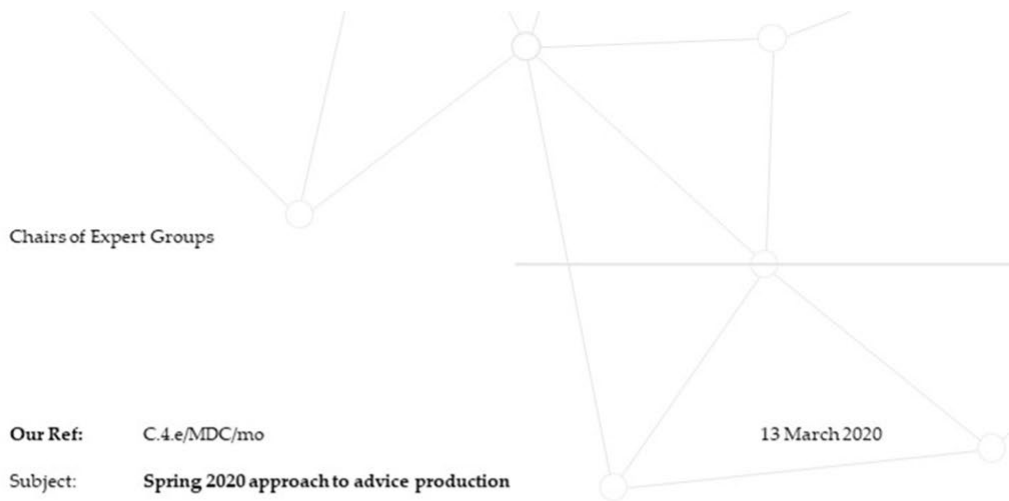 Chairs of Expert Groups
Our Ref: C.4.e/MDC/mo 13 March 2020
Subject: Spring 2020 approach to advice production